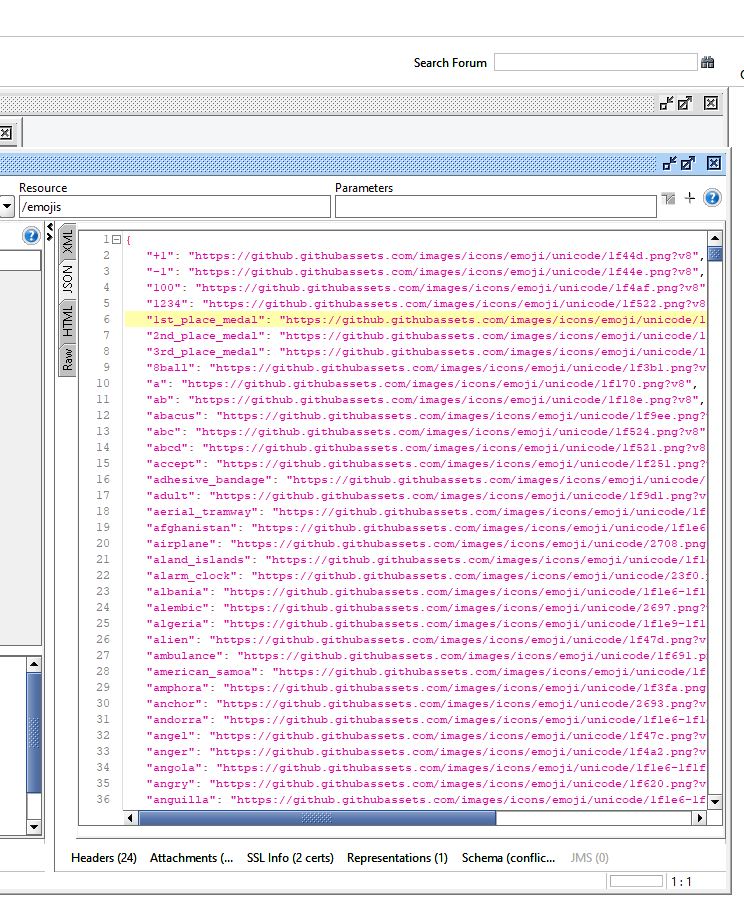 Search Forum
Resource
Parameters
/emojis
XML
JSON
HTML
Raw
1 {
2 "+1": "https://github.githubassets.com/images/icons/emoji/unicode/1f44d.png?v8",
3 "-1": "https://github.githubassets.com/images/icons/emoji/unicode/1f44e.png?v8",
4 "100": "https://github.githubassets.com/images/icons/emoji/unicode/1f4af.png?v8"
5 "1234": "https://github.githubassets.com/images/icons/emoji/unicode/1f522.png?v8
6 "1st_place_medal": "https://github.githubassets.com/images/icons/emoji/unicode/1
7 "2nd_place_medal": "https://github.githubassets.com/images/icons/emoji/unicode/1
8 "3rd_place_medal": "https://github.githubassets.com/images/icons/emoji/unicode/1
9 "8ball": "https://github.githubassets.com/images/icons/emoji/unicode/1f3b1.png?v
10 "a": "https://github.githubassets.com/images/icons/emoji/unicode/1f170.png?v8",
11 "ab": "https://github.githubassets.com/images/icons/emoji/unicode/1f18e.png?v8",
12 "abacus": "https://github.githubassets.com/images/icons/emoji/unicode/1f9ee.png?
13 "abc": "https://github.githubassets.com/images/icons/emoji/unicode/1f524.png?v8"
14 "abcd": "https://github.githubassets.com/images/icons/emoji/unicode/1f521.png?v8
15 "accept": "https://github.githubassets.com/images/icons/emoji/unicode/1f251.png?
16 "adhesive_bandage": "https://github.githubassets.com/images/icons/emoji/unicode/
17 "adult": "https://github.githubassets.com/images/icons/emoji/unicode/1f9d1.png?v
18 "aerial_tramway": "https://github.githubassets.com/images/icons/emoji/unicode/1f
19 "afghanistan": "https://github.githubassets.com/images/icons/emoji/unicode/1f1e6
20 "airplane": "https://github.githubassets.com/images/icons/emoji/unicode/2708.png
21 "aland_islands": "https://github.githubassets.com/images/icons/emoji/unicode/1f1
22 "alarm_clock": "https://github.githubassets.com/images/icons/emoji/unicode/23f0.
23 "albania": "https://github.githubassets.com/images/icons/emoji/unicode/1f1e6-1f1
24 "alembic": "https://github.githubassets.com/images/icons/emoji/unicode/2697.png?
25 "algeria": "https://github.githubassets.com/images/icons/emoji/unicode/1f1e9-1f1
26 "alien": "https://github.githubassets.com/images/icons/emoji/unicode/1f47d.png?v
27 "ambulance": "https://github.githubassets.com/images/icons/emoji/unicode/1f691.p
28 "american_samoa": "https://github.githubassets.com/images/icons/emoji/unicode/1f
29 "amphora": "https://github.githubassets.com/images/icons/emoji/unicode/1f3fa.png
30 "anchor": "https://github.githubassets.com/images/icons/emoji/unicode/2693.png?v
31 "andorra": "https://github.githubassets.com/images/icons/emoji/unicode/1f1e6-1f1
32 "angel": "https://github.githubassets.com/images/icons/emoji/unicode/1f47c.png?v
33 "anger": "https://github.githubassets.com/images/icons/emoji/unicode/1f4a2.png?v
34 "angola": "https://github.githubassets.com/images/icons/emoji/unicode/1f1e6-1f1f
35 "angry": "https://github.githubassets.com/images/icons/emoji/unicode/1f620.png?v
36 "anguilla": "https://github.githubassets.com/images/icons/emoji/unicode/1f1e6-1f
Headers (24) Attachments (... SSL Info (2 certs) Representations (1) Schema (conflic... JMS (0)
1 : 1